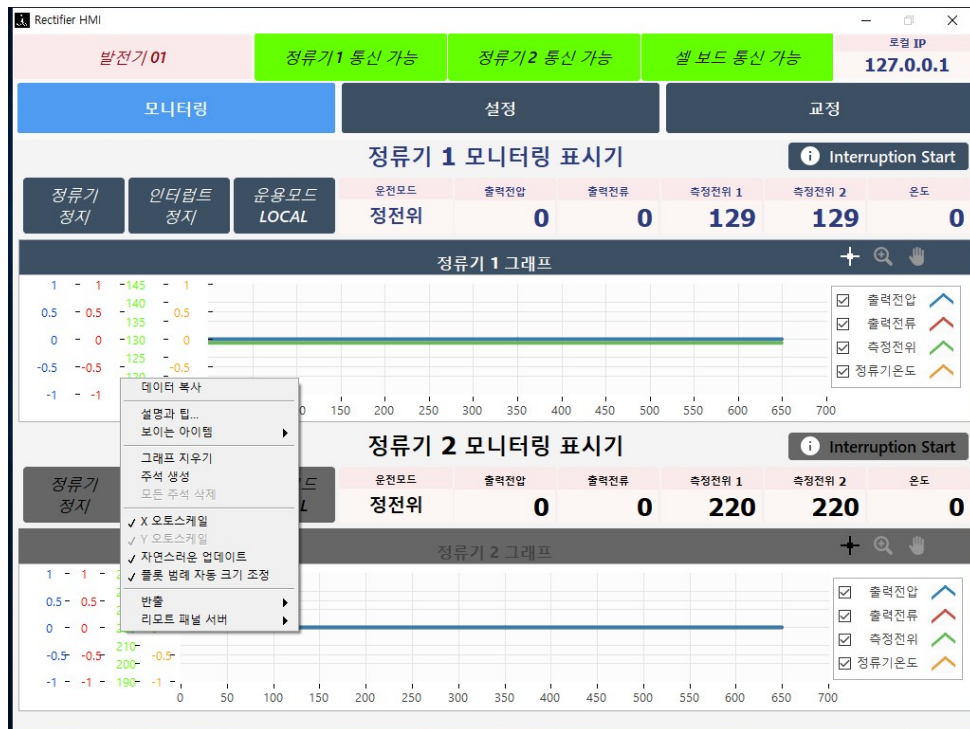 Rectifier HMI
발전기 01
정류기1 통신 가능
정류기2 통신 가능
셀 보드 통신 가능
로컬 IP
127.0.0.1
모니터링
설정
교정
정류기 1 모니터링 표시기
Interruption Start
정류기
정지
인터럽트
정지
운용모드
LOCAL
운전모드
정전위
출력전압
0
출력전류
0
측정전위 1
129
측정전위 2
129
온도
0
정류기 1 그래프
1 1 145 1
140
0.5 0.5 0.5
135
0 0 130 0
125
-0.5 -0.5 -0.5
120
-1 -1
0 150 200 250 300 350 400 450 500 550 600 650 700
출력전압
출력전류
측정전위
정류기온도
데이터 복사
설명과 팁...
보이는 아이템
그래프 지우기
주석 생성
모든 주석 삭제
X 오토스케일
Y 오토스케일
자연스러운 업데이트
플롯 범례 자동 크기 조정
반출
리모트 패널 서버
정류기 2 모니터링 표시기
Interruption Start
정류기
정지
드
L
운전모드
정전위
출력전압
0
출력전류
0
측정전위 1
220
측정전위 2
220
온도
0
정류기 2 그래프
1 1 2
0.5 0.5
0 0
210
-0.5 -0.5 -0.5
200
-1 -1 190 -1
0 50 100 150 200 250 300 350 400 450 500 550 600 650 700
출력전압
출력전류
측정전위
정류기온도